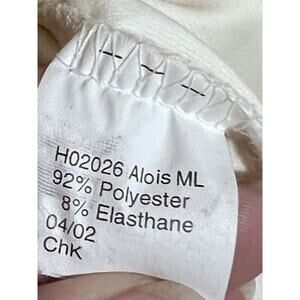 H02026 Alois ML
92% Polyester
8% Elasthane
04/02
ChK